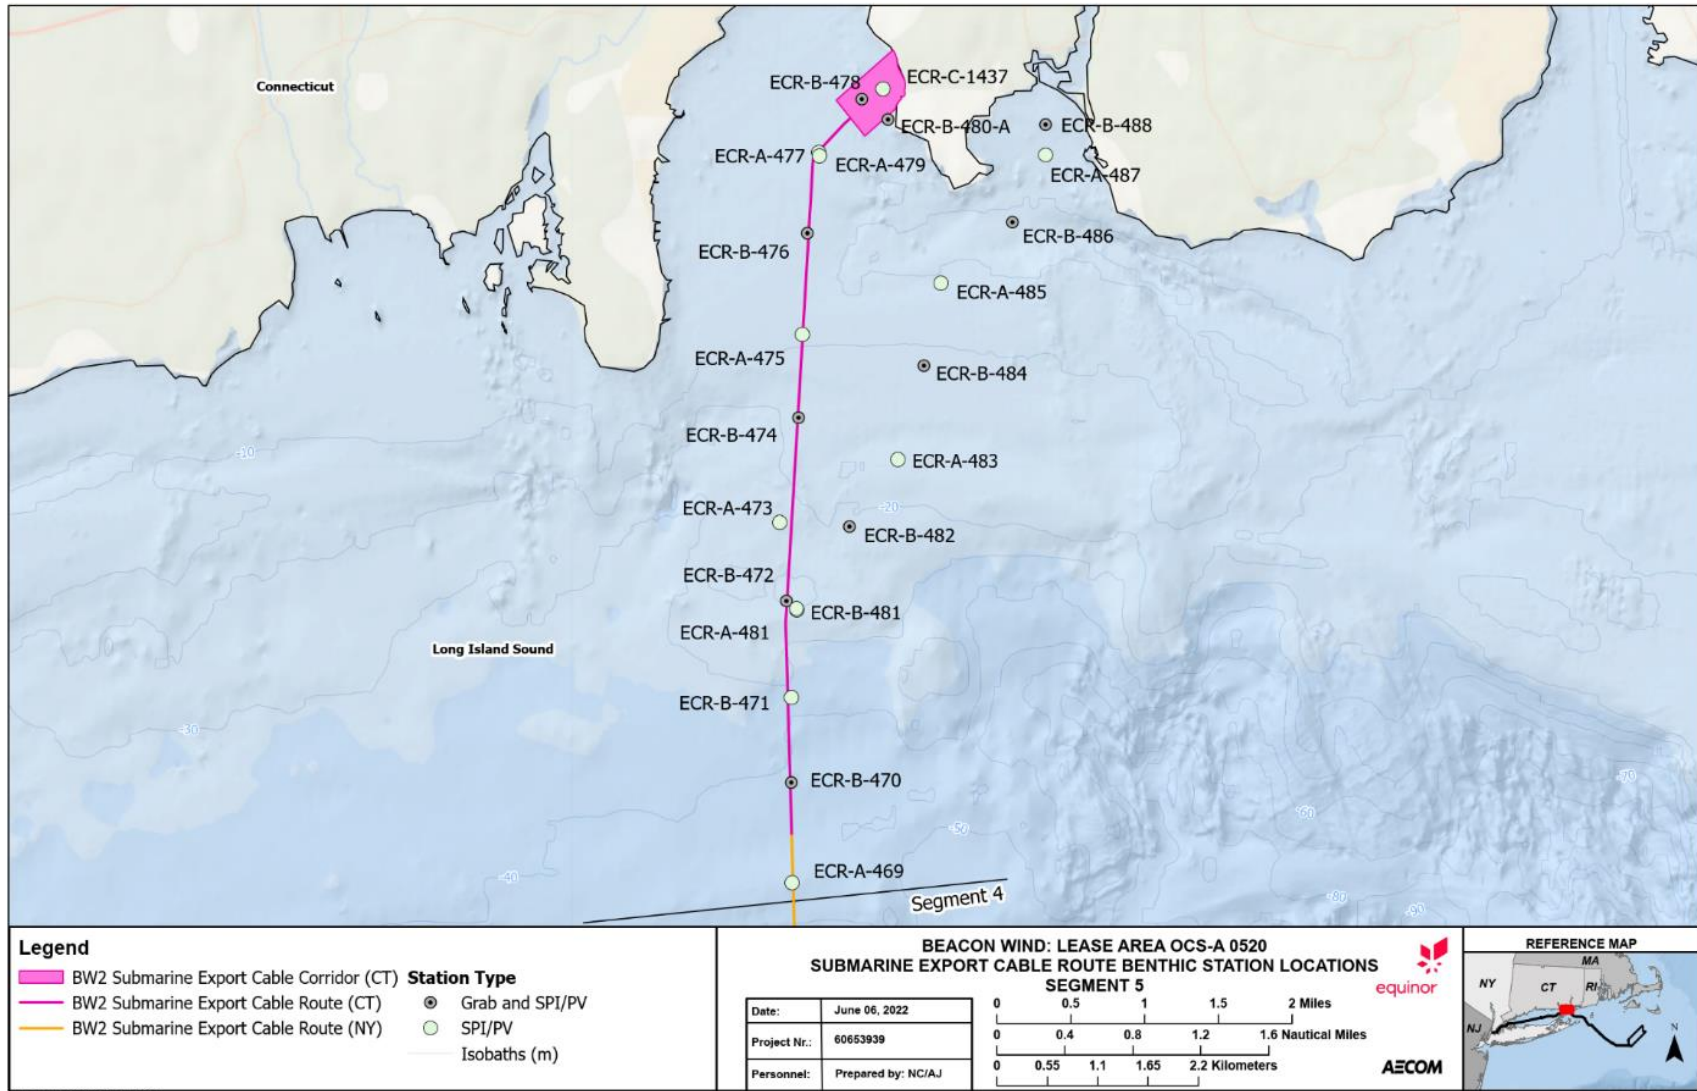 Connecticut
ECR-B-478
ECR-C-1437
ECR-B-480-A
ECR-B-488
ECR-A-477
ECR-A-479
ECR-A-487
ECR-B-476
ECR-B-486
ECR-A-485
ECR-A-475
ECR-B-484
ECR-B-474
-10
ECR-A-483
ECR-A-473
-20
ECR-B-482
ECR-B-472
ECR-B-481
ECR-A-481
Long Island Sound
ECR-B-471
-30
ECR-B-470
-70
-60
-50
ECR-A-469
-40
Segment 4
-80
-90
Legend
BW2 Submarine Export Cable Corridor (CT)
BW2 Submarine Export Cable Route (CT)
BW2 Submarine Export Cable Route (NY)
Station Type
Grab and SPI/PV
SPI/PV
Isobaths (m)
BEACON WIND: LEASE AREA OCS-A 0520
SUBMARINE EXPORT CABLE ROUTE BENTHIC STATION LOCATIONS
SEGMENT 5
equinor
Date: June 06, 2022
Project Nr.: 60653939
Personnel: Prepared by: NC/AJ
0 0.5 1 1.5 2 Miles
0 0.4 0.8 1.2 1.6 Nautical Miles
0 0.55 1.1 1.65 2.2 Kilometers
AECOM
REFERENCE MAP
MA
NY
CT
RI
NJ
N